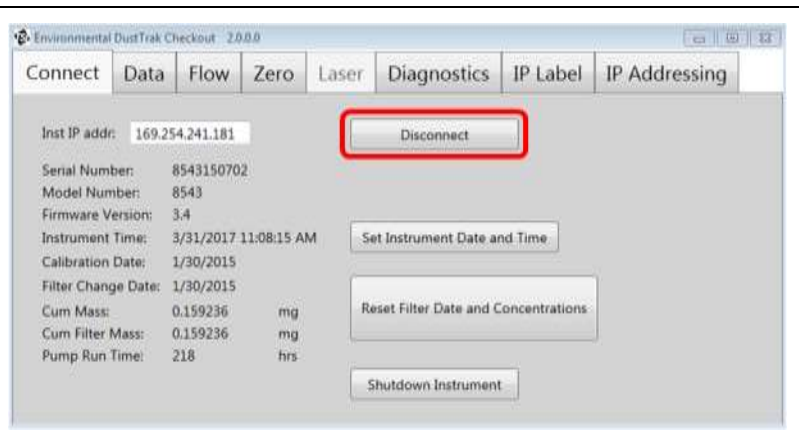 Environmental DustTrak Checkout 2.0.0.0
Connect Data Flow Zero Laser Diagnostics IP Label IP Addressing
Inst IP addr: 169.254.241.181 Disconnect
Serial Number: 8543150702
Model Number: 8543
Firmware Version: 3.4
Instrument Time: 3/31/2017 11:08:15 AM Set Instrument Date and Time
Calibration Date: 1/30/2015
Filter Change Date: 1/30/2015
Cum Mass: 0.159236 mg Reset Filter Date and Concentrations
Cum Filter Mass: 0.159236 mg
Pump Run Time: 218 hrs
Shutdown Instrument